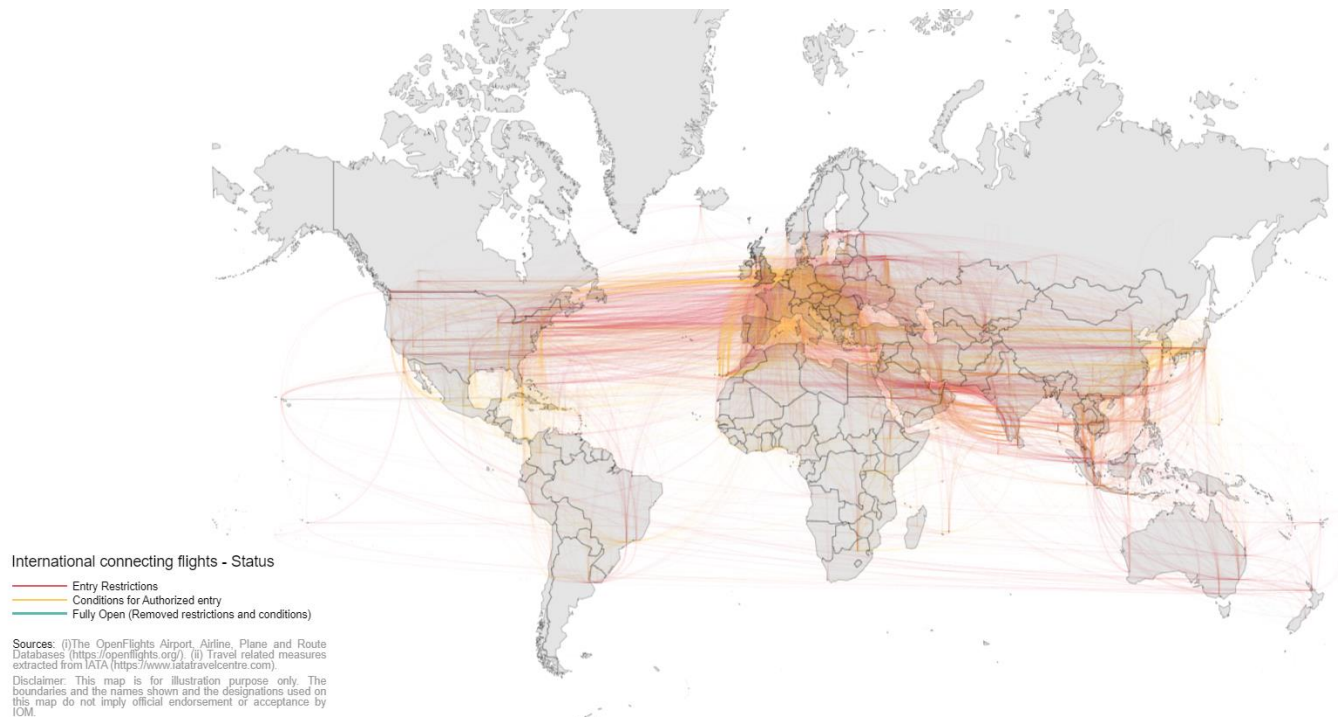 International connecting flights - Status
Entry Restrictions
Conditions for Authorized entry
Fully Open (Removed restrictions and conditions)
Sources: (i)The OpenFlights Airport, Airline, Plane and Route
Databases (https://openflights.org/). (ii) Travel related measures
extracted from IATA (https://www.iatatravelcentre.com).
Disclaimer: This map is for illustration purpose only. The
boundaries and the names shown and the designations used on
this map do not imply official endorsement or acceptance by
IOM.